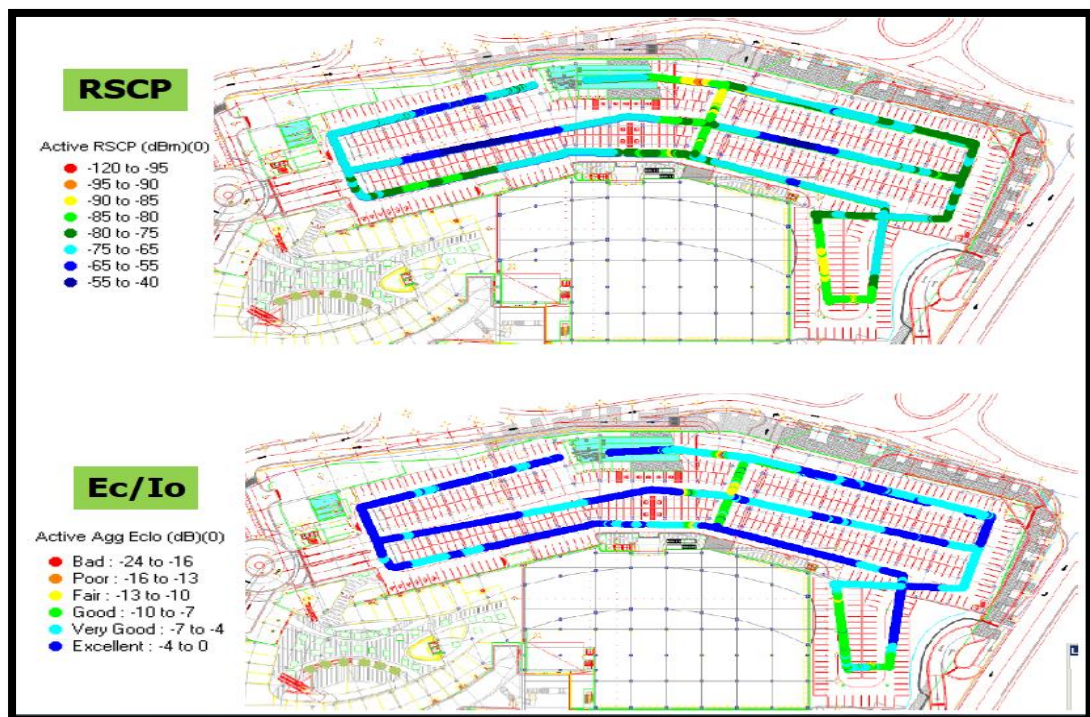 RSCP
Active RSCP (dBm)(0)
-120 to -95
-95 to -90
-90 to -85
-85 to -80
-80 to -75
-75 to -65
-65 to -55
-55 to -40
Ec/Io
Active Agg EcIo (dB)(0)
Bad : -24 to -16
Poor : -16 to -13
Fair : -13 to -10
Good : -10 to -7
Very Good : -7 to -4
Excellent : -4 to 0